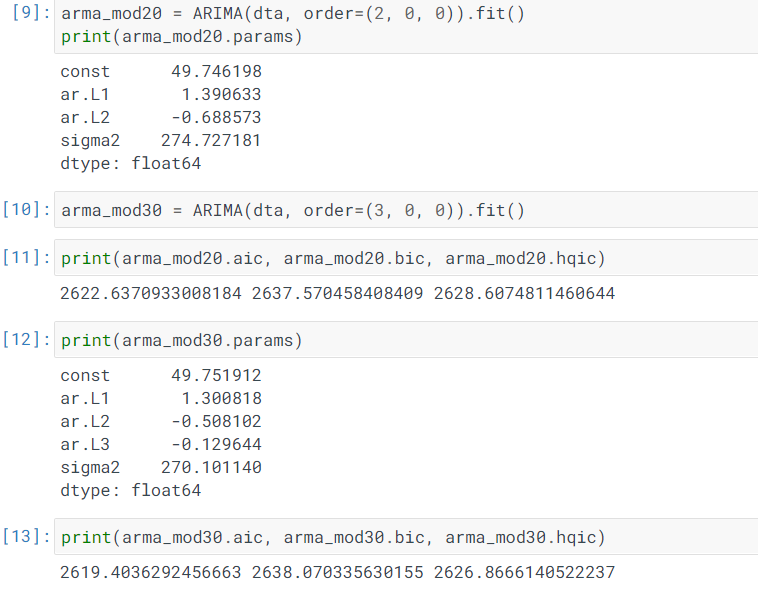 [9]: arma_mod20 = ARIMA(dta, order=(2, 0, 0)).fit()
print(arma_mod20.params)
const 49.746198
ar.L1 1.390633
ar.L2 -0.688573
sigma2 274.727181
dtype: float64
[10]: arma_mod30 = ARIMA(dta, order=(3, 0, 0)).fit()
[11]: print(arma_mod20.aic, arma_mod20.bic, arma_mod20.hqic)
2622.6370933008184 2637.570458408409 2628.6074811460644
[12]: print(arma_mod30.params)
const 49.751912
ar.L1 1.300818
ar.L2 -0.508102
ar.L3 -0.129644
sigma2 270.101140
dtype: float64
[13]: print(arma_mod30.aic, arma_mod30.bic, arma_mod30.hqic)
2619.4036292456663 2638.070335630155 2626.8666140522237